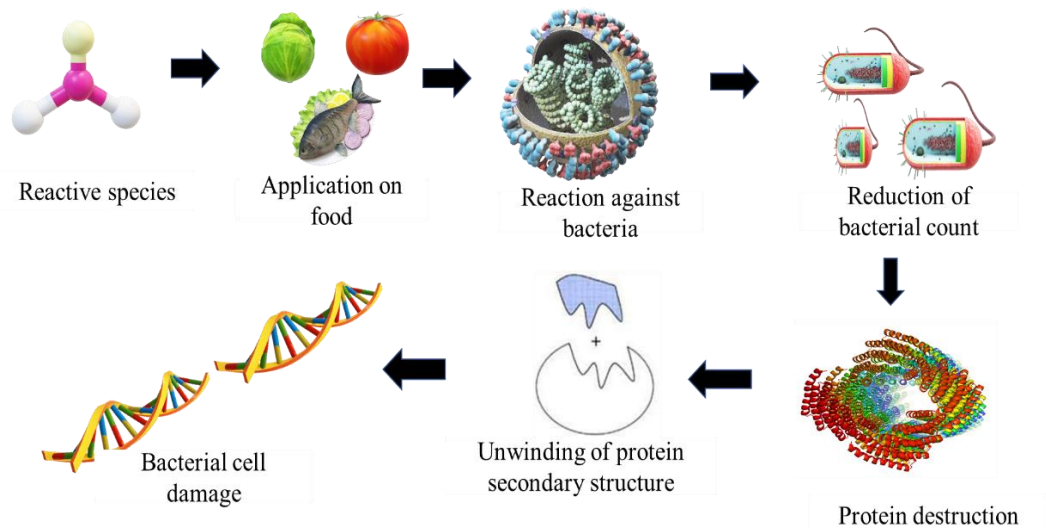 Reactive species
Application on
food
Reaction against
bacteria
Reduction of
bacterial count
Protein destruction
+
Unwinding of protein
secondary structure
Bacterial cell
damage